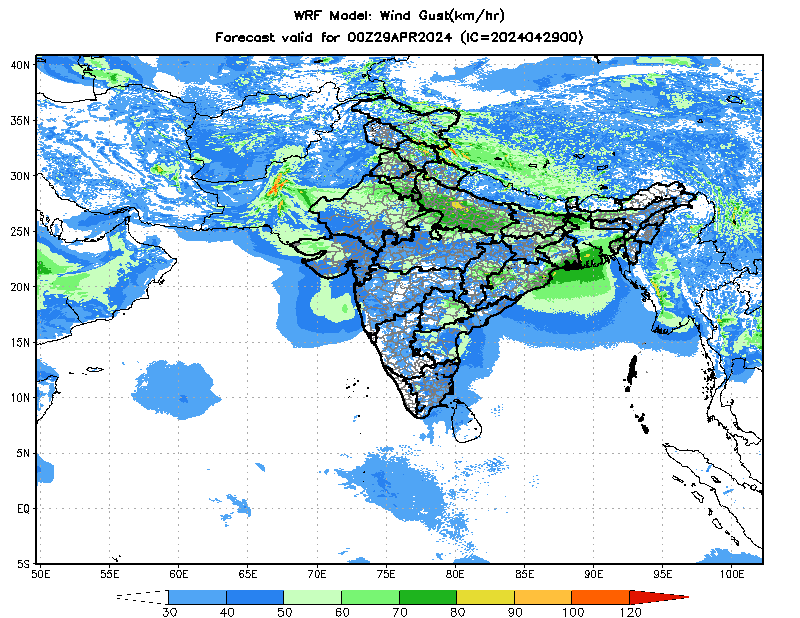 WRF Model: Wind Gust(km/hr)
Forecast valid for 00Z29APR2024 (IC=2024042900)
40N
35N
30N
25N
20N
15N
10N
5N
EQ
5S
50E 55E 60E 65E 70E 75E 80E 85E 90E 95E 100E
30 40 50 60 70 80 90 100 120